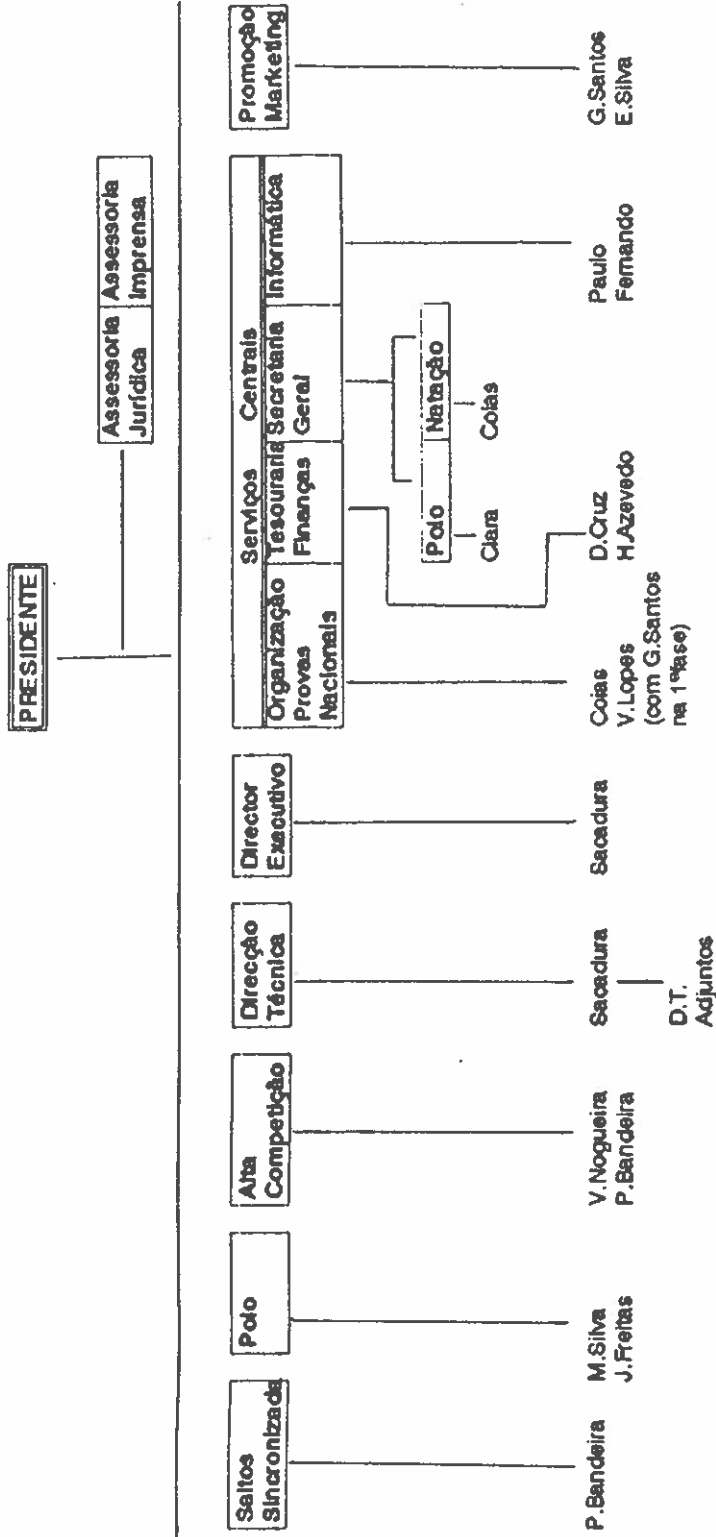 PRESIDENTE
Assessoria
Jurídica
Assessoria
Imprensa
Saltos
Sincronizada
Polo
Alta
Competição
Direcção
Técnica
Director
Executivo
Serviços Centrais
Organização
Provas
Nacionais
Tesouraria
Finanças
Secretaria
Geral
Informática
Promoção
Marketing
Polo
Natação
Clara
Coias
P.Bandeira
M.Silva
J.Freitas
V.Nogueira
P.Bandeira
Sacadura
D.T.
Adjuntos
Sacadura
Coias
V.Lopes
(com G.Santos
na 1ªfase)
D.Cruz
H.Azevedo
Paulo
Fernando
G.Santos
E.Silva